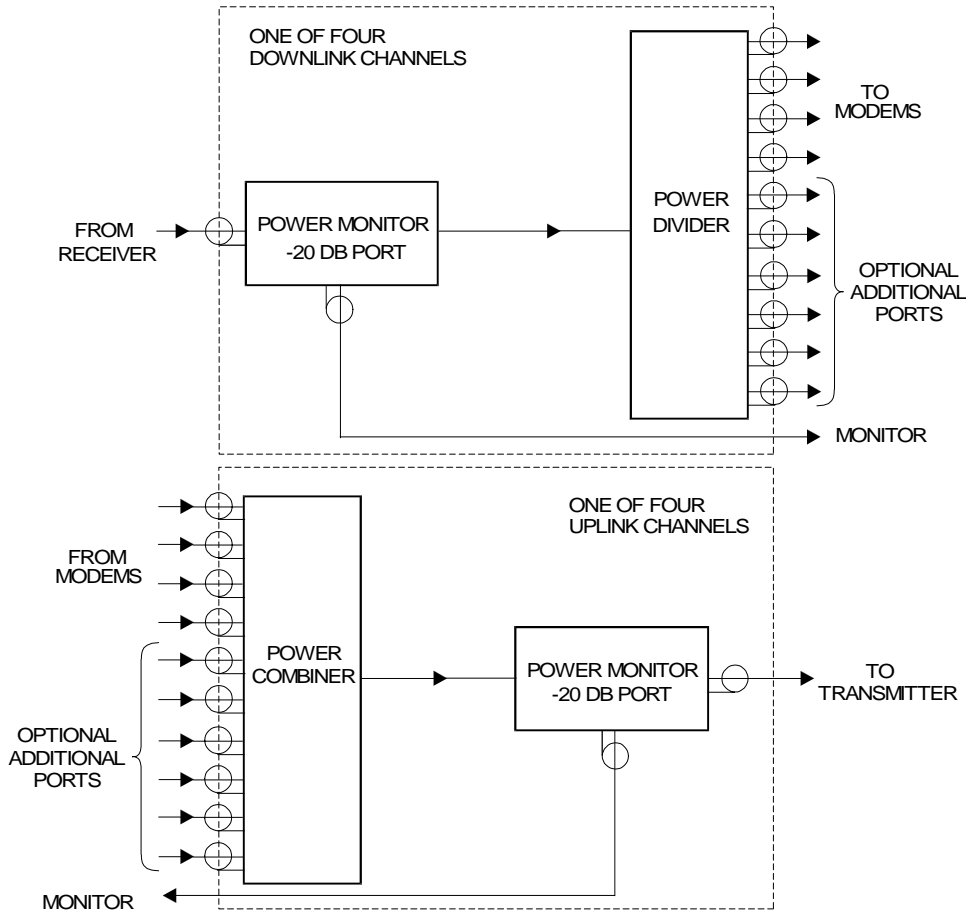 ONE OF FOUR
DOWNLINK CHANNELS
TO
MODEMS
POWER MONITOR
-20 DB PORT
POWER
DIVIDER
FROM
RECEIVER
OPTIONAL
ADDITIONAL
PORTS
MONITOR
ONE OF FOUR
UPLINK CHANNELS
FROM
MODEMS
POWER
COMBINER
POWER MONITOR
-20 DB PORT
TO
TRANSMITTER
OPTIONAL
ADDITIONAL
PORTS
MONITOR